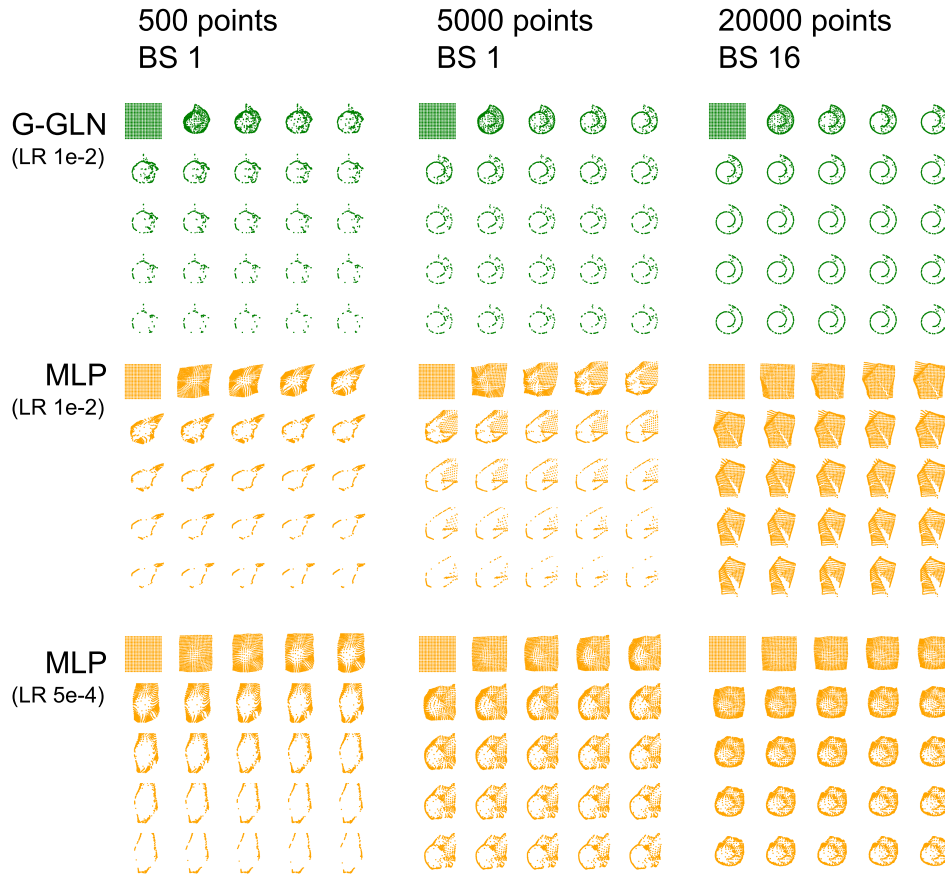 500 points
BS 1
5000 points
BS 1
20000 points
BS 16
G-GLN
(LR 1e-2)
MLP
(LR 1e-2)
MLP
(LR 5e-4)